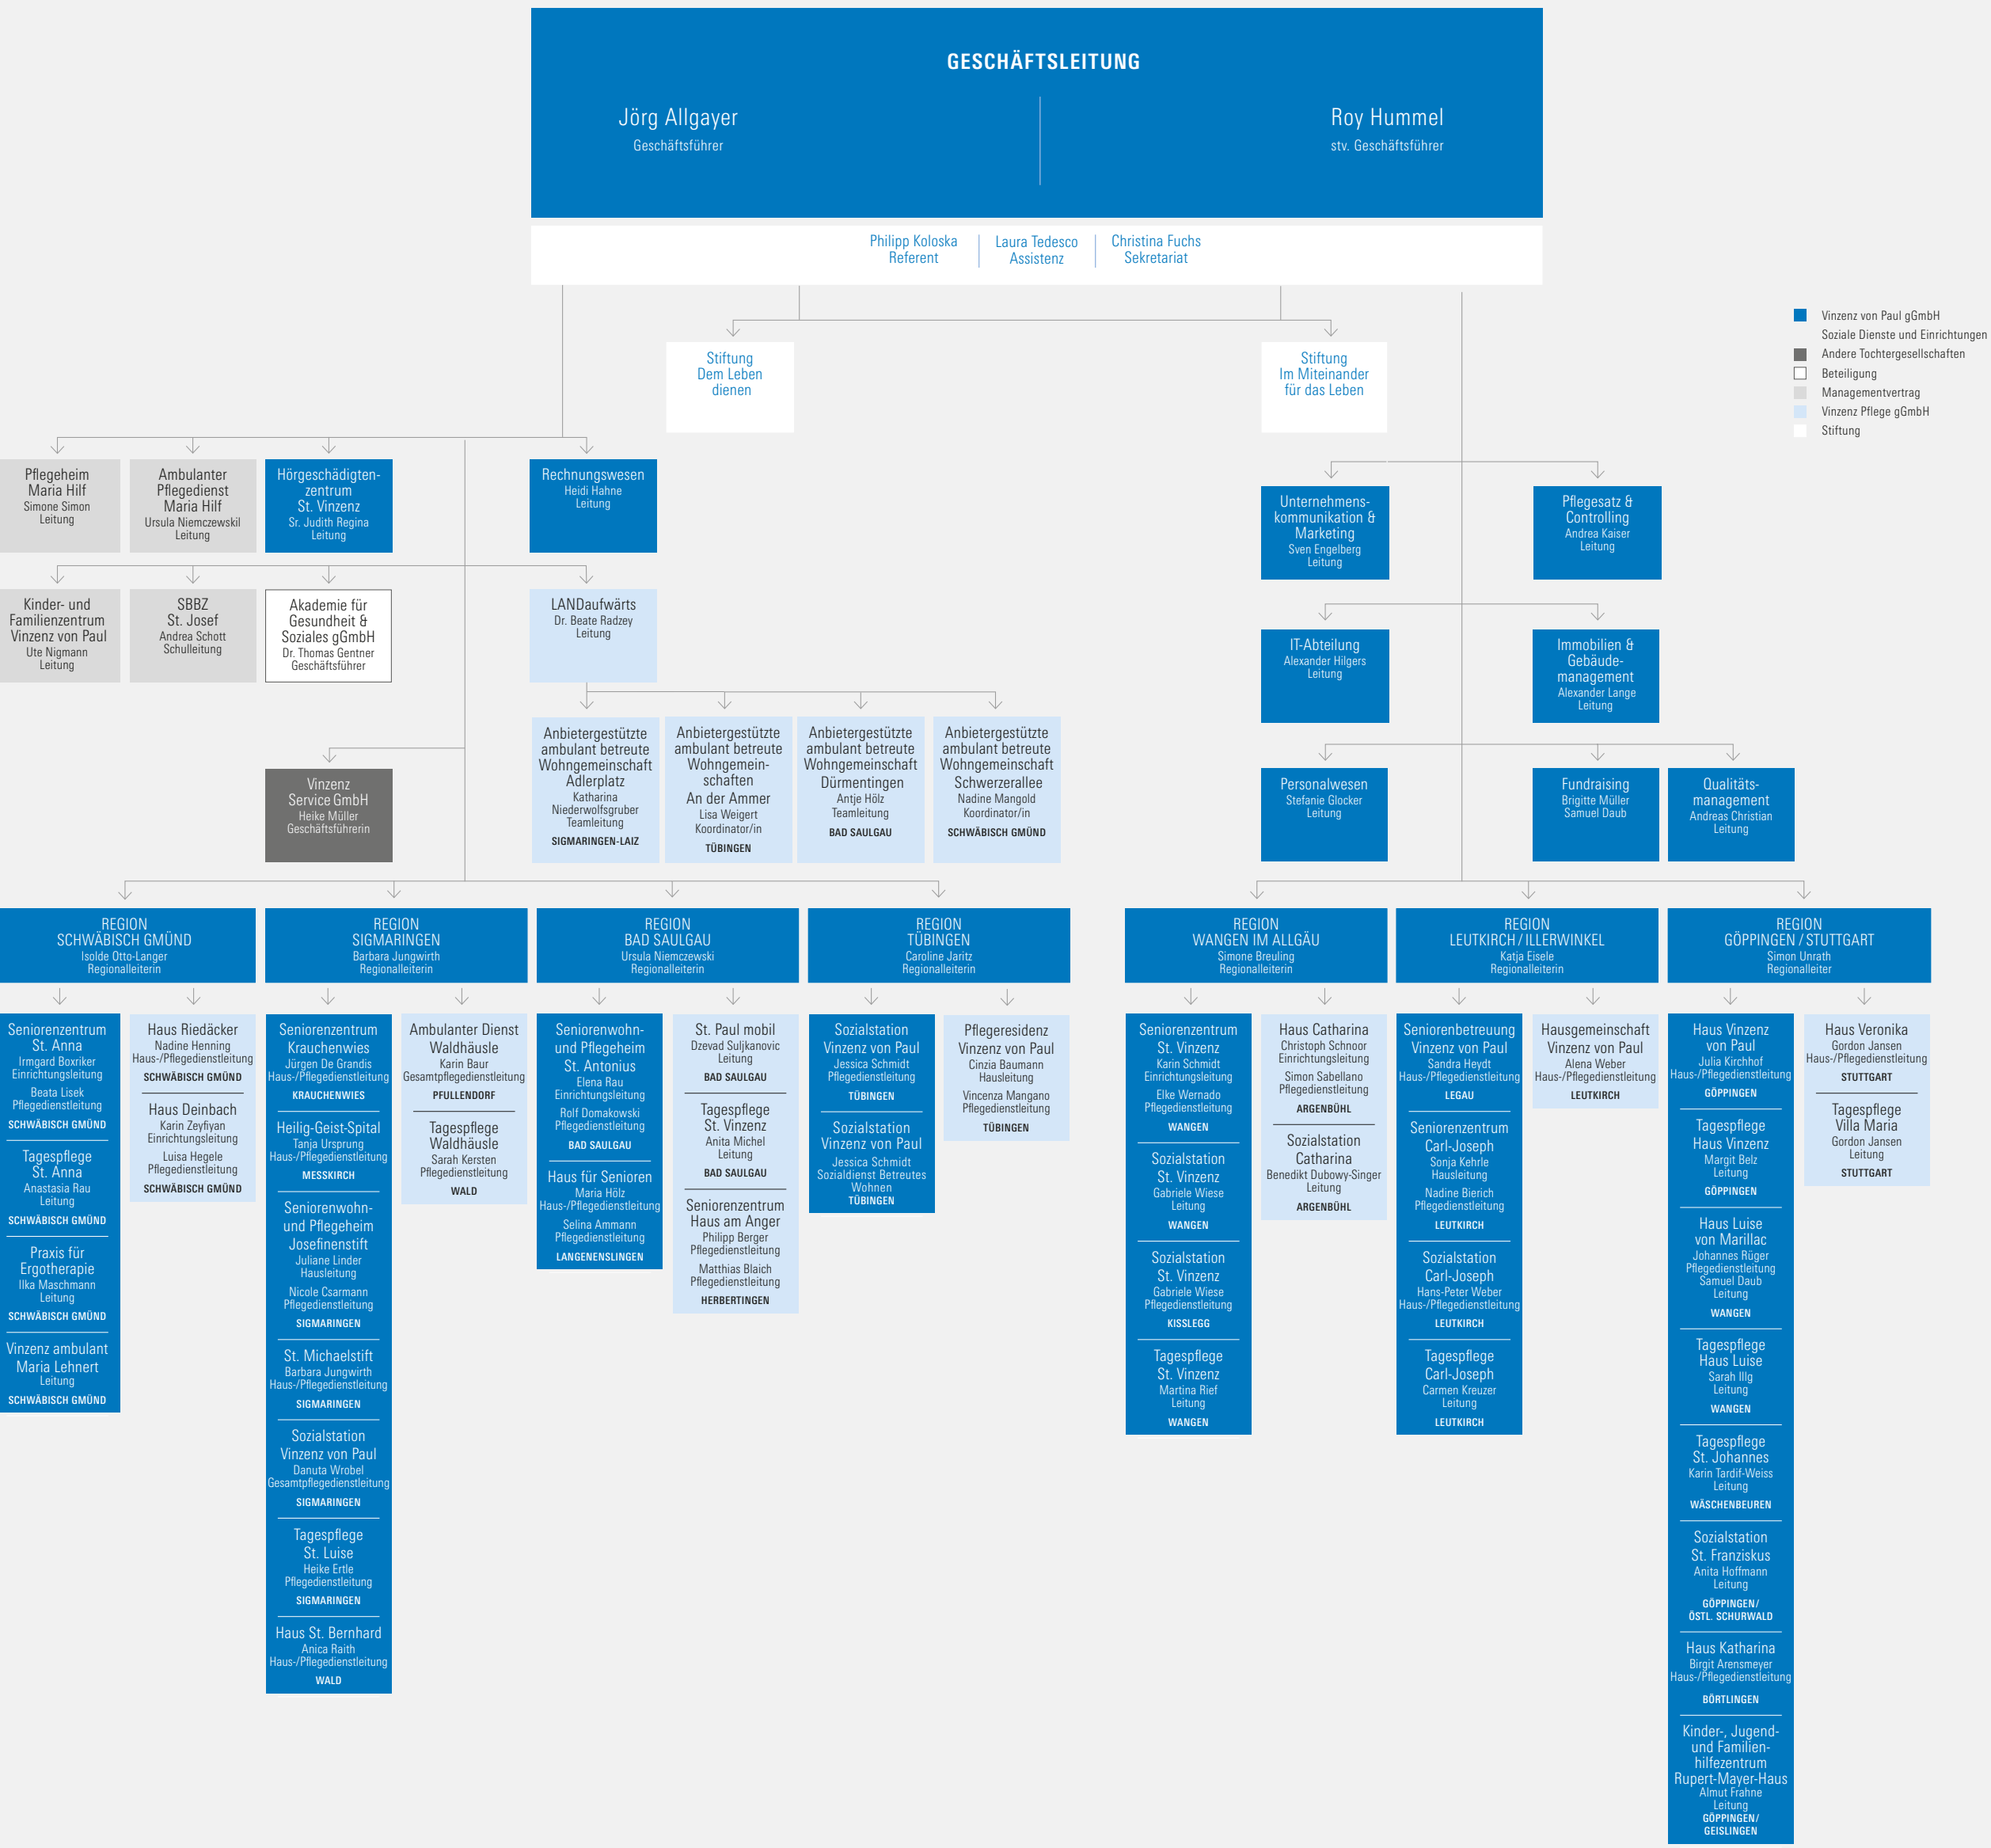 GESCHÄFTSLEITUNG
Jörg Allgayer
Geschäftsführer
Roy Hummel
stv. Geschäftsführer
Philipp Koloska
Referent
Laura Tedesco
Assistenz
Christina Fuchs
Sekretariat
Vinzenz von Paul gGmbH
Soziale Dienste und Einrichtungen
Andere Tochtergesellschaften
Beteiligung
Managementvertrag
Vinzenz Pflege gGmbH
Stiftung
Stiftung
Dem Leben
dienen
Stiftung
Im Miteinander
für das Leben
Pflegeheim
Maria Hilf
Simone Simon
Leitung
Ambulanter
Pflegedienst
Maria Hilf
Ursula Niemczewskil
Leitung
Hörgeschädigten-
zentrum
St. Vinzenz
Sr. Judith Regina
Leitung
Rechnungswesen
Heidi Hahne
Leitung
Unternehmens-
kommunikation &
Marketing
Sven Engelberg
Leitung
Pflegesatz &
Controlling
Andrea Kaiser
Leitung
Kinder- und
Familienzentrum
Vinzenz von Paul
Ute Nigmann
Leitung
SBBZ
St. Josef
Andrea Schott
Schulleitung
Akademie für
Gesundheit &
Soziales gGmbH
Dr. Thomas Gentner
Geschäftsführer
LANDaufwärts
Dr. Beate Radzey
Leitung
IT-Abteilung
Alexander Hilgers
Leitung
Immobilien &
Gebäude-
management
Alexander Lange
Leitung
Anbietergestützte
ambulant betreute
Wohngemeinschaft
Adlerplatz
Katharina
Niederwolfsgruber
Teamleitung
SIGMARINGEN-LAIZ
Anbietergestützte
ambulant betreute
Wohngemein-
schaften
An der Ammer
Lisa Weigert
Koordinator/in
TÜBINGEN
Anbietergestützte
ambulant betreute
Wohngemeinschaft
Dürmentingen
Antje Hölz
Teamleitung
BAD SAULGAU
Anbietergestützte
ambulant betreute
Wohngemeinschaft
Schwerzerallee
Nadine Mangold
Koordinator/in
SCHWÄBISCH GMÜND
Vinzenz
Service GmbH
Heike Müller
Geschäftsführerin
Personalwesen
Stefanie Glocker
Leitung
Fundraising
Brigitte Müller
Samuel Daub
Qualitäts-
management
Andreas Christian
Leitung
REGION
SCHWÄBISCH GMÜND
Isolde Otto-Langer
Regionalleiterin
REGION
SIGMARINGEN
Barbara Jungwirth
Regionalleiterin
REGION
BAD SAULGAU
Ursula Niemczewski
Regionalleiterin
REGION
TÜBINGEN
Caroline Jaritz
Regionalleiterin
REGION
WANGEN IM ALLGÄU
Simone Breuling
Regionalleiterin
REGION
LEUTKIRCH / ILLERWINKEL
Katja Eisele
Regionalleiterin
REGION
GÖPPINGEN / STUTTGART
Simon Unrath
Regionalleiter
Seniorenzentrum
St. Anna
Irmgard Boxriker
Einrichtungsleitung
Beata Lisek
Pflegedienstleitung
SCHWÄBISCH GMÜND
Tagespflege
St. Anna
Anastasia Rau
Leitung
SCHWÄBISCH GMÜND
Praxis für
Ergotherapie
Ilka Maschmann
Leitung
SCHWÄBISCH GMÜND
Vinzenz ambulant
Maria Lehnert
Leitung
SCHWÄBISCH GMÜND
Haus Riedäcker
Nadine Henning
Haus-/Pflegedienstleitung
SCHWÄBISCH GMÜND
Haus Deinbach
Karin Zeyfiyan
Einrichtungsleitung
Luisa Hegele
Pflegedienstleitung
SCHWÄBISCH GMÜND
Seniorenzentrum
Krauchenwies
Jürgen De Grandis
Haus-/Pflegedienstleitung
KRAUCHENWIES
Heilig-Geist-Spital
Tanja Ursprung
Haus-/Pflegedienstleitung
MESSKIRCH
Seniorenwohn-
und Pflegeheim
Josefinenstift
Juliane Linder
Hausleitung
Nicole Csarmann
Pflegedienstleitung
SIGMARINGEN
St. Michaelstift
Barbara Jungwirth
Haus-/Pflegedienstleitung
SIGMARINGEN
Sozialstation
Vinzenz von Paul
Danuta Wrobel
Gesamtpflegedienstleitung
SIGMARINGEN
Tagespflege
St. Luise
Heike Ertle
Pflegedienstleitung
SIGMARINGEN
Haus St. Bernhard
Anica Raith
Haus-/Pflegedienstleitung
WALD
Ambulanter Dienst
Waldhäusle
Karin Baur
Gesamtpflegedienstleitung
PFULLENDORF
Tagespflege
Waldhäusle
Sarah Kersten
Pflegedienstleitung
WALD
Seniorenwohn-
und Pflegeheim
St. Antonius
Elena Rau
Einrichtungsleitung
Rolf Domakowski
Pflegedienstleitung
BAD SAULGAU
Haus für Senioren
Maria Hölz
Haus-/Pflegedienstleitung
Selina Ammann
Pflegedienstleitung
LANGENENSLINGEN
St. Paul mobil
Dzevad Suljkanovic
Leitung
BAD SAULGAU
Tagespflege
St. Vinzenz
Anita Michel
Leitung
BAD SAULGAU
Seniorenzentrum
Haus am Anger
Philipp Berger
Pflegedienstleitung
Matthias Blaich
Pflegedienstleitung
HERBERTINGEN
Sozialstation
Vinzenz von Paul
Jessica Schmidt
Pflegedienstleitung
TÜBINGEN
Sozialstation
Vinzenz von Paul
Jessica Schmidt
Sozialdienst Betreutes
Wohnen
TÜBINGEN
Pflegeresidenz
Vinzenz von Paul
Cinzia Baumann
Hausleitung
Vincenza Mangano
Pflegedienstleitung
TÜBINGEN
Seniorenzentrum
St. Vinzenz
Karin Schmidt
Einrichtungsleitung
Elke Wernado
Pflegedienstleitung
WANGEN
Sozialstation
St. Vinzenz
Gabriele Wiese
Leitung
WANGEN
Sozialstation
St. Vinzenz
Gabriele Wiese
Pflegedienstleitung
KISSLEGG
Tagespflege
St. Vinzenz
Martina Rief
Leitung
WANGEN
Haus Catharina
Christoph Schnoor
Einrichtungsleitung
Simon Sabellano
Pflegedienstleitung
ARGENBÜHL
Sozialstation
Catharina
Benedikt Dubowy-Singer
Leitung
ARGENBÜHL
Seniorenbetreuung
Vinzenz von Paul
Sandra Heydt
Haus-/Pflegedienstleitung
LEGAU
Seniorenzentrum
Carl-Joseph
Sonja Kehrle
Hausleitung
Nadine Bierich
Pflegedienstleitung
LEUTKIRCH
Sozialstation
Carl-Joseph
Hans-Peter Weber
Haus-/Pflegedienstleitung
LEUTKIRCH
Tagespflege
Carl-Joseph
Carmen Kreuzer
Leitung
LEUTKIRCH
Hausgemeinschaft
Vinzenz von Paul
Alena Weber
Haus-/Pflegedienstleitung
LEUTKIRCH
Haus Vinzenz
von Paul
Julia Kirchhof
Haus-/Pflegedienstleitung
GÖPPINGEN
Tagespflege
Haus Vinzenz
Margit Belz
Leitung
GÖPPINGEN
Haus Luise
von Marillac
Johannes Rüger
Pflegedienstleitung
Samuel Daub
Leitung
WANGEN
Tagespflege
Haus Luise
Sarah Illg
Leitung
WANGEN
Tagespflege
St. Johannes
Karin Tardif-Weiss
Leitung
WÄSCHENBEUREN
Sozialstation
St. Franziskus
Anita Hoffmann
Leitung
GÖPPINGEN/
ÖSTL. SCHURWALD
Haus Katharina
Birgit Arensmeyer
Haus-/Pflegedienstleitung
BÖRTLINGEN
Kinder-, Jugend-
und Familien-
hilfezentrum
Rupert-Mayer-Haus
Almut Frahne
Leitung
GÖPPINGEN/
GEISLINGEN
Haus Veronika
Gordon Jansen
Haus-/Pflegedienstleitung
STUTTGART
Tagespflege
Villa Maria
Gordon Jansen
Leitung
STUTTGART